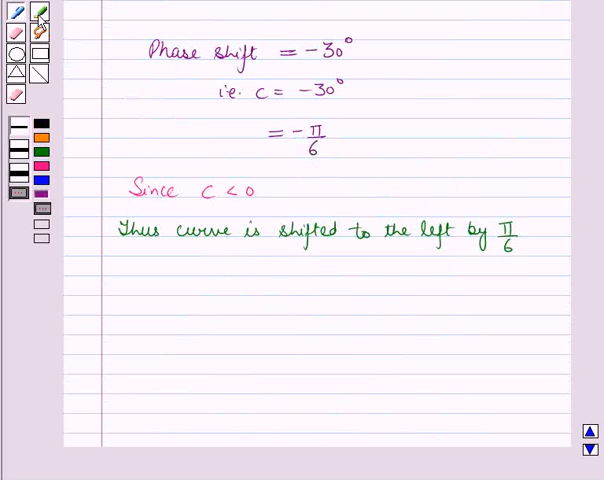 Phase shift = -30°
i.e. c = -30°
= -π/6
Since c < 0
Thus curve is shifted to the left by π/6